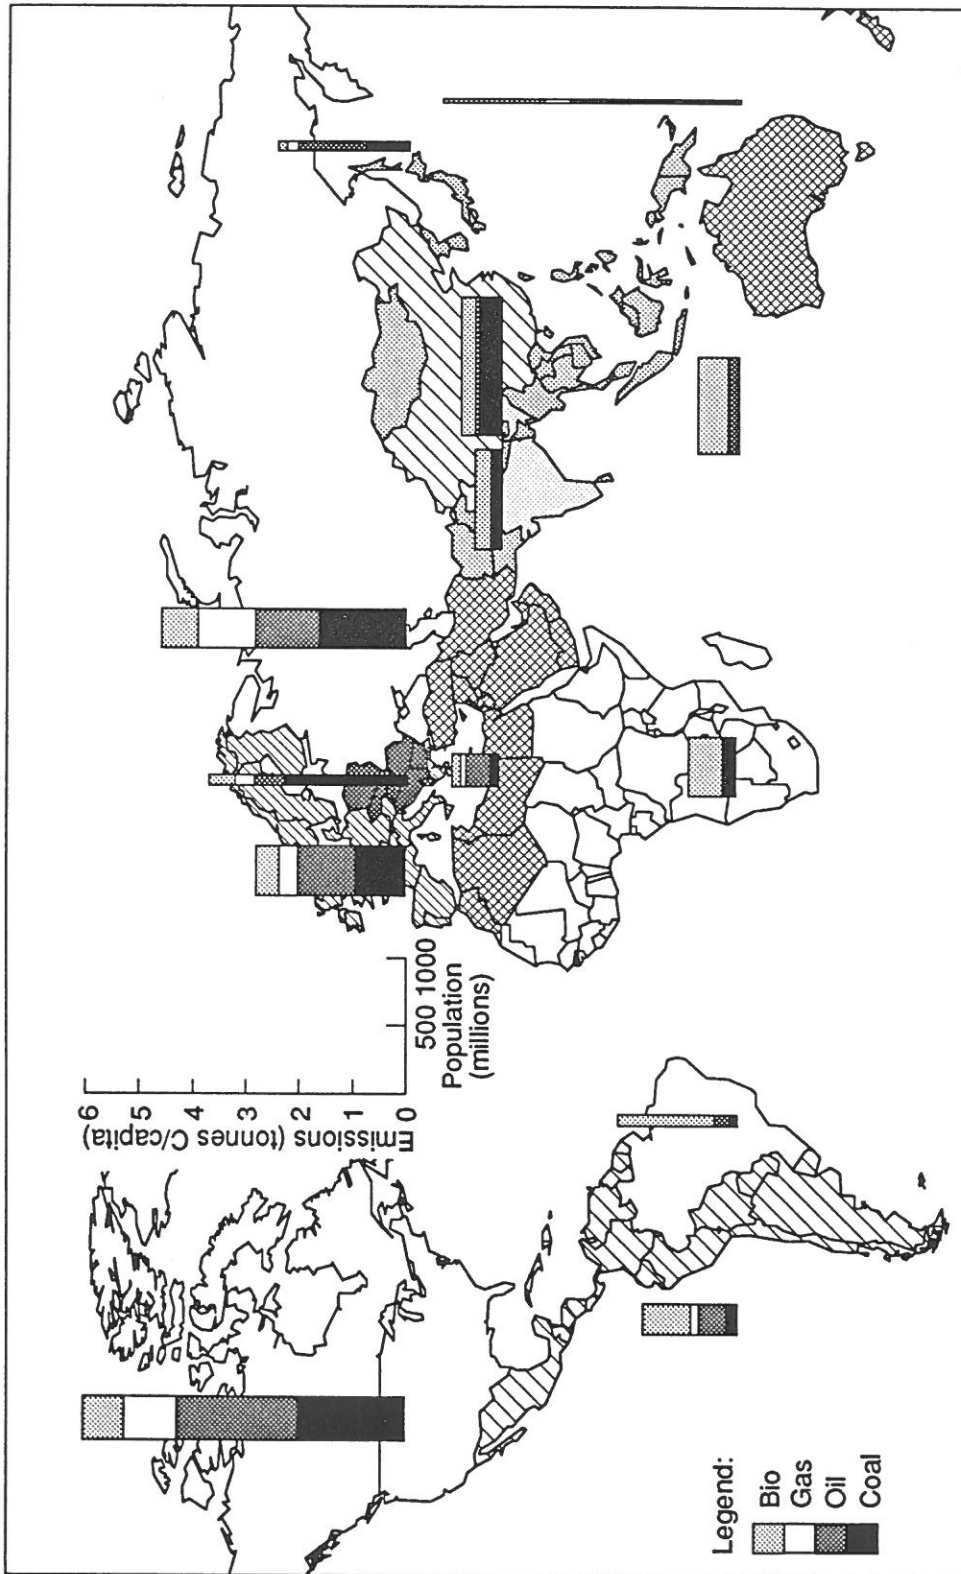 6
5
4
3
2
1
0
Emissions (tonnes C/capita)
500 1000
Population
(millions)
Legend:
Bio
Gas
Oil
Coal